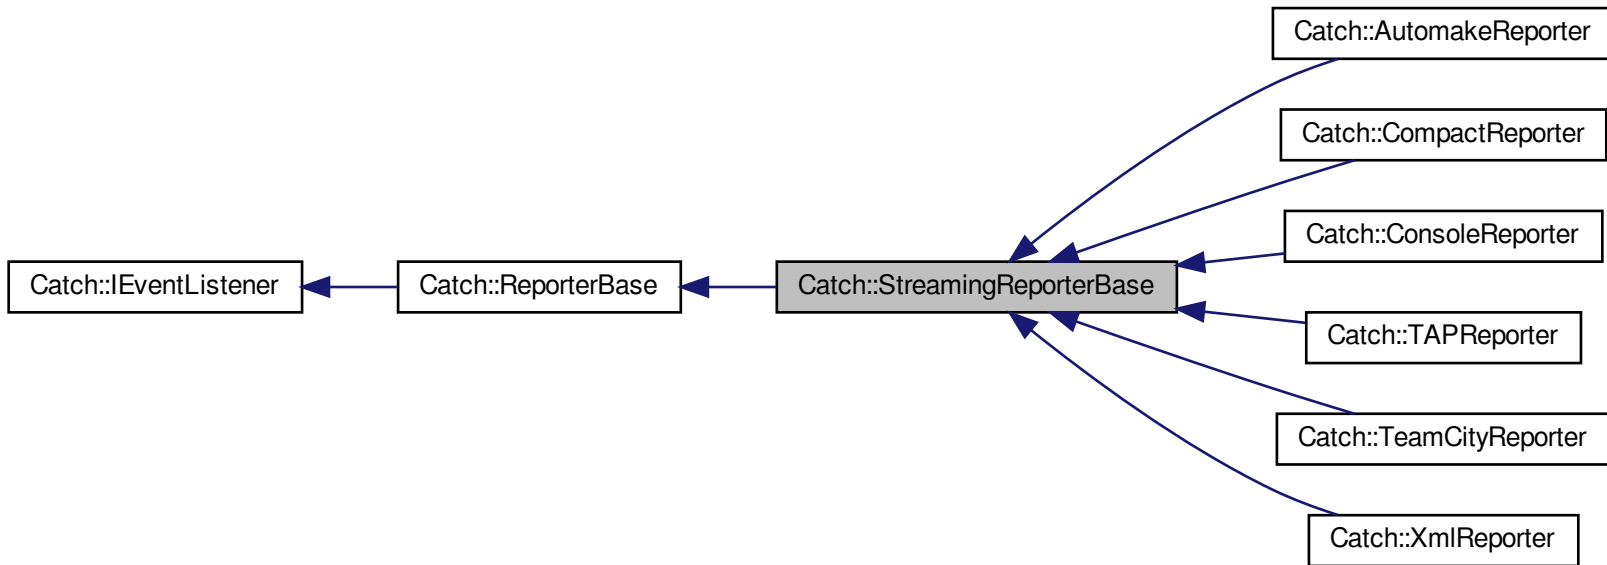 Catch::AutomakeReporter
Catch::CompactReporter
Catch::ConsoleReporter
Catch::IEventListener
Catch::ReporterBase
Catch::StreamingReporterBase
Catch::TAPReporter
Catch::TeamCityReporter
Catch::XmlReporter